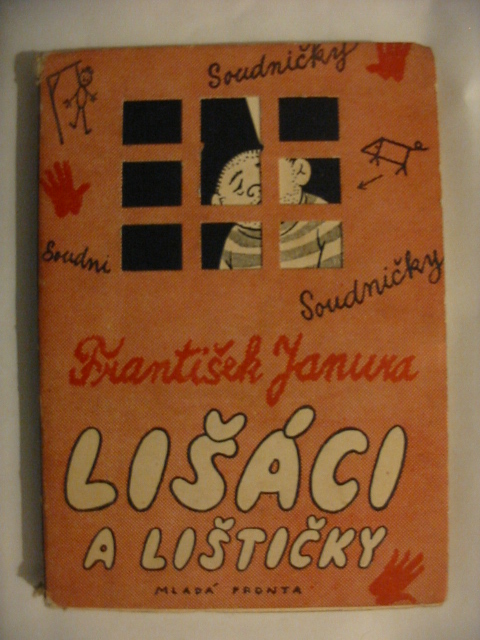 Soudničky
Soudni
Soudničky
František Janura
LIŠÁCI
A LIŠTIČKY
MLADÁ FRONTA